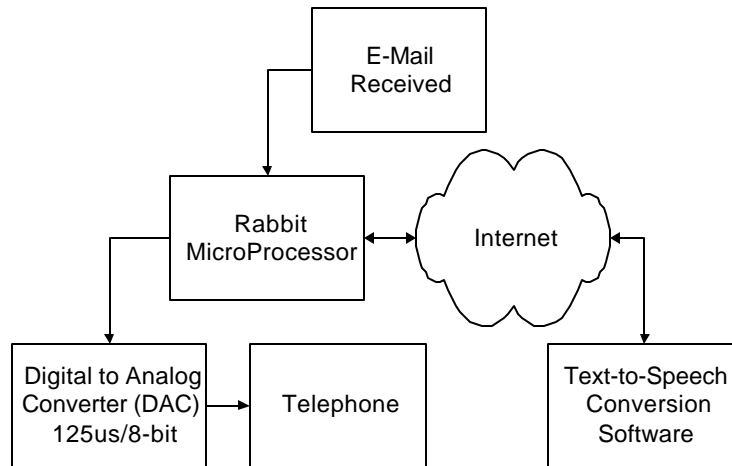 E-Mail
Received
Rabbit
MicroProcessor
Internet
Digital to Analog
Converter (DAC)
125us/8-bit
Telephone
Text-to-Speech
Conversion
Software